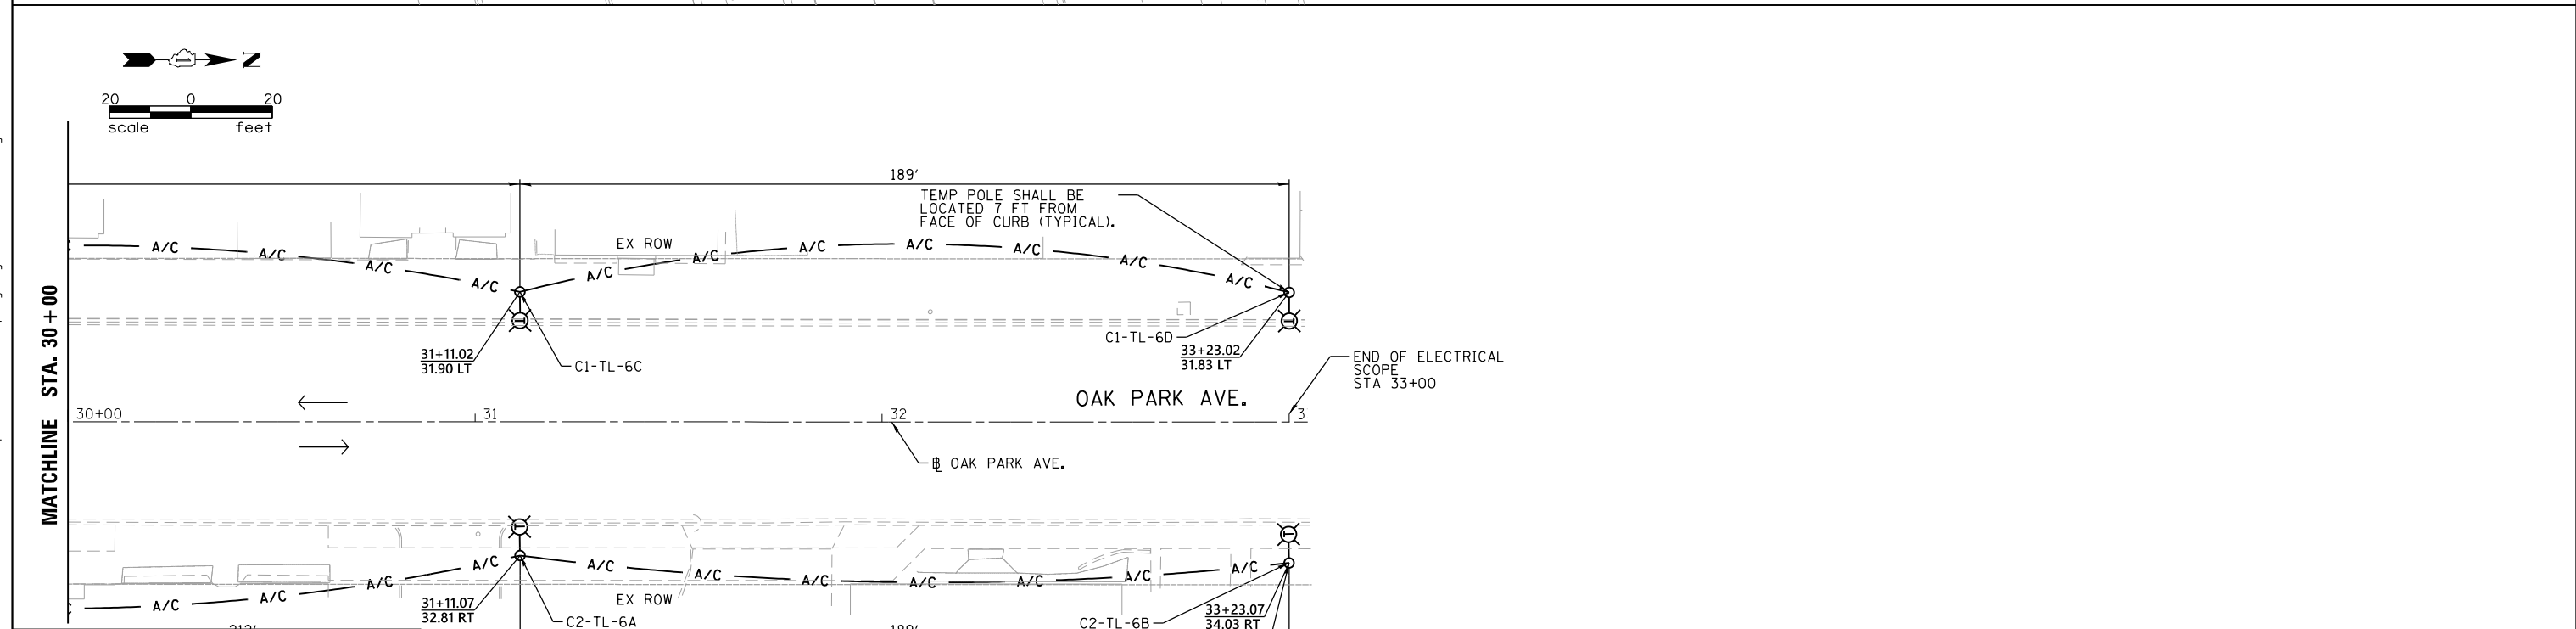 N
20 0 20
scale feet
189'
TEMP POLE SHALL BE
LOCATED 7 FT FROM
FACE OF CURB (TYPICAL).
EX ROW
A/C A/C A/C A/C A/C A/C A/C A/C A/C A/C A/C
MATCHLINE STA. 30+00
C1-TL-6D
31+11.02
31.90 LT
C1-TL-6C
33+23.02
31.83 LT
END OF ELECTRICAL
SCOPE
STA 33+00
OAK PARK AVE.
30+00 31 32 3
℄ OAK PARK AVE.
T T
T T
A/C A/C A/C A/C A/C A/C A/C A/C A/C A/C A/C
EX ROW
31+11.07
32.81 RT
C2-TL-6A
33+23.07
34.03 RT
C2-TL-6B